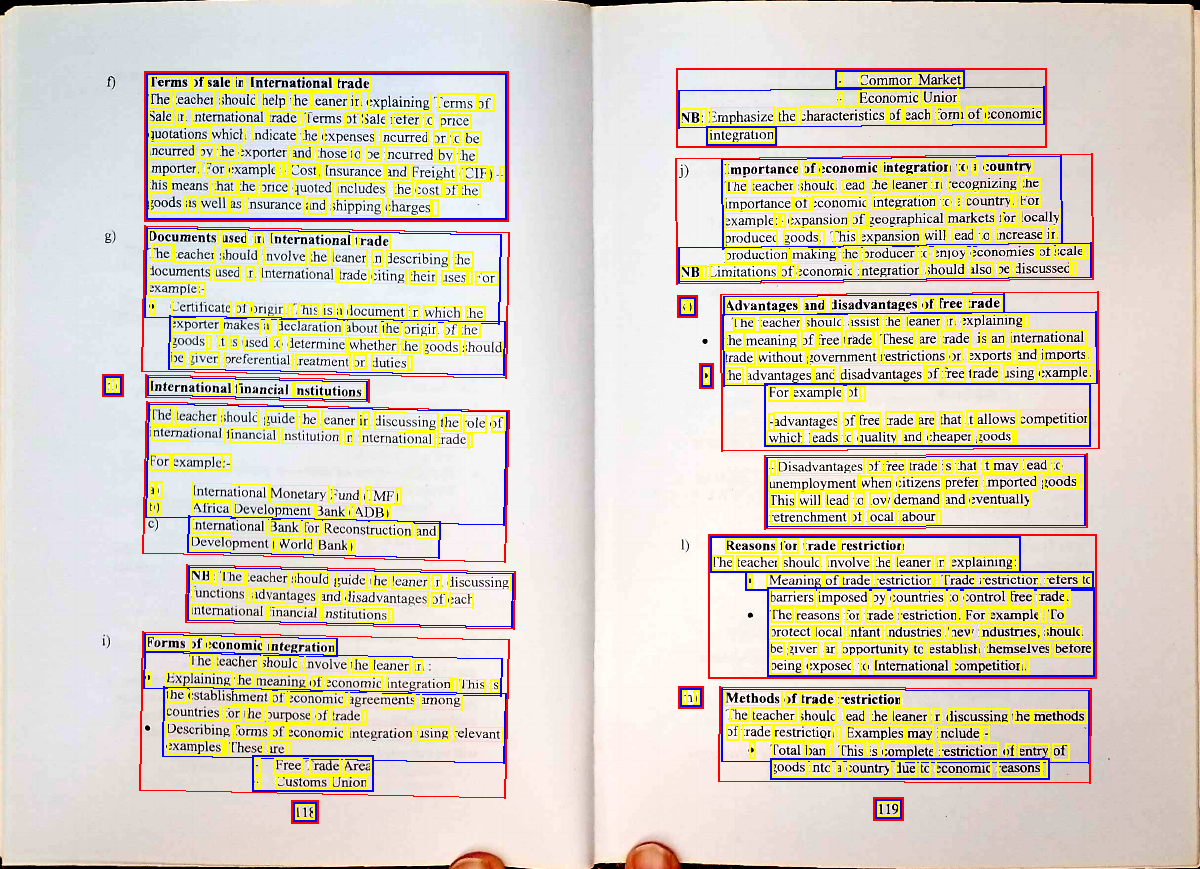 f) Terms of sale in International trade
The teacher should help the leaner in explaining Terms of
Sale in international trade. Terms of Sale refer to price
quotations which indicate the expenses incurred or to be
incurred by the exporter and those to be incurred by the
importer. For example:- Cost, Insurance and Freight (CIF) –
this means that the price quoted includes the cost of the
goods as well as insurance and shipping charges.
g) Documents used in International trade
The teacher should involve the leaner in describing the
documents used in International trade citing their uses. For
example:-
• Certificate of origin. This is a document in which the
exporter makes a declaration about the origin of the
goods. It is used to determine whether the goods should
be given preferential treatment or duties.
International financial institutions
The teacher should guide the leaner in discussing the role of
international financial institution in international trade.
For example:-
a) International Monetary Fund (IMF)
b) Africa Development Bank (ADB)
c) International Bank for Reconstruction and
Development (World Bank)
NB: The teacher should guide the leaner in discussing
functions advantages and disadvantages of each
international financial institutions.
i) Forms of economic integration
The teacher should involve the leaner in :
• Explaining the meaning of economic integration. This is
the establishment of economic agreements among
countries for the purpose of trade
• Describing forms of economic integration using relevant
examples. These are
- Free Trade Area
- Customs Union
118
- Common Market
- Economic Union
NB: Emphasize the characteristics of each form of economic
integration
j) Importance of economic integration to a country
The teacher should lead the leaner in recognizing the
importance of economic integration to a country. For
example:- expansion of geographical markets for locally
produced goods. This expansion will lead to increase in
production making the producer to enjoy economies of scale
NB: Limitations of economic integration should also be discussed
Advantages and disadvantages of free trade
The teacher should assist the leaner in explaining
• the meaning of free trade. These are trade is an international
trade without government restrictions on exports and imports.
• the advantages and disadvantages of free trade using example.
For example of
-advantages of free trade are that it allows competition
which leads to quality and cheaper goods
- Disadvantages of free trade is that it may lead to
unemployment when citizens prefer imported goods
This will lead to low demand and eventually
retrenchment of local labour
l) Reasons for trade restriction
The teacher should involve the leaner in explaining:
• Meaning of trade restriction. Trade restriction refers to
barriers imposed by countries to control free trade.
• The reasons for trade restriction. For example. To
protect local infant industries 'new industries, should
be given an opportunity to establish themselves before
being exposed to International competition.
m) Methods of trade restriction
The teacher should lead the leaner in discussing the methods
of trade restriction. Examples may include:-
• Total ban. This is complete restriction of entry of
goods into a country due to economic reasons
119